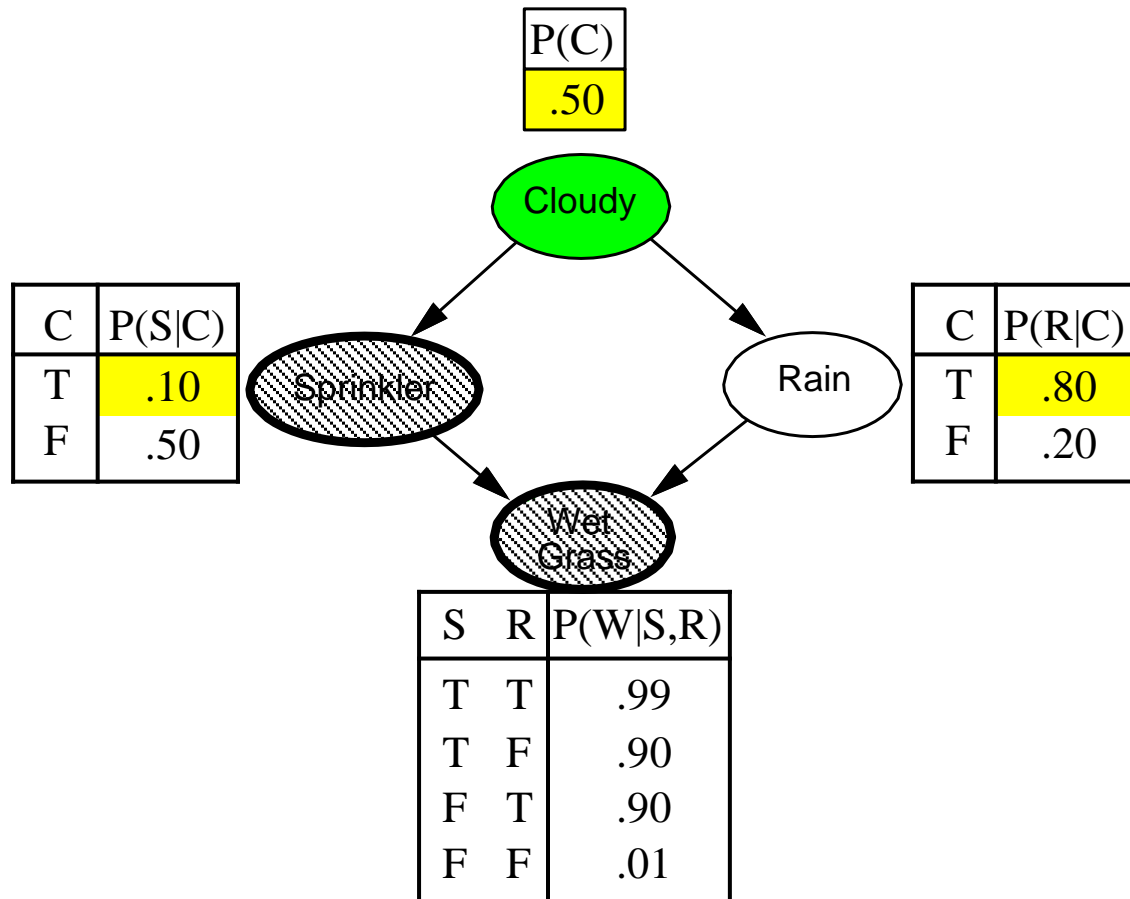 P(C)
.50
Cloudy
C P(S|C)
T .10
F .50
Sprinkler
Rain
C P(R|C)
T .80
F .20
Wet
Grass
S R P(W|S,R)
T T .99
T F .90
F T .90
F F .01